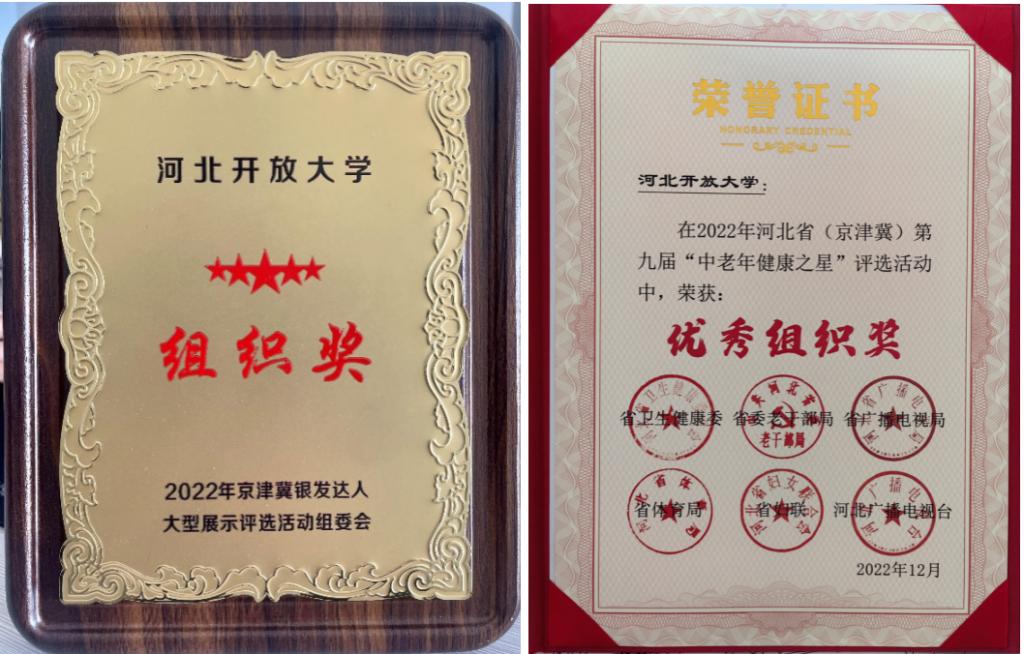 河北开放大学
组织奖
2022年京津冀银发达人
大型展示评选活动组委会
荣誉证书
HONORARY CREDENTIAL
河北开放大学：
在2022年河北省（京津冀）第
九届“中老年健康之星”评选活动
中，荣获：
优秀组织奖
省卫生健康委 省委老干部局 省广播电视局
老干部局
省体育局 省妇联 河北广播电视台
2022年12月